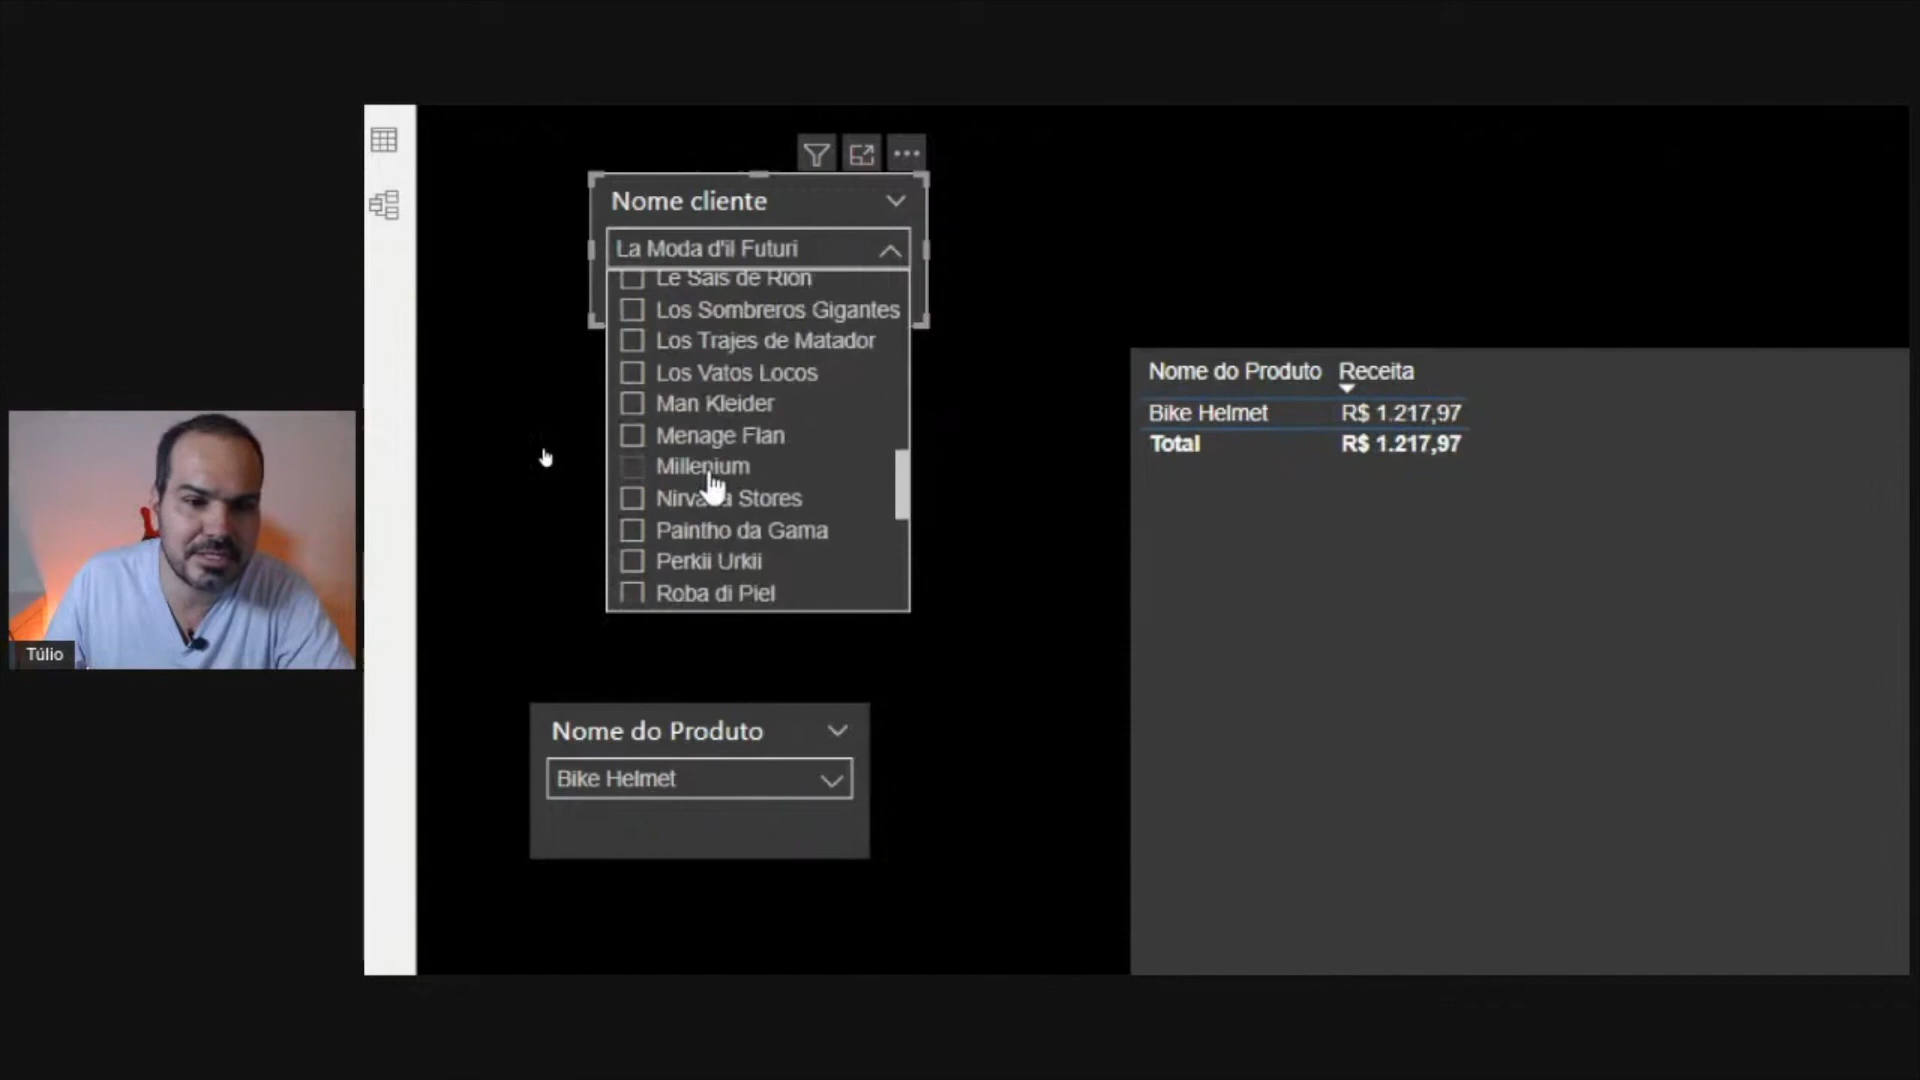 Nome cliente
La Moda d'il Futuri
Le Sais de Rion
Los Sombreros Gigantes
Los Trajes de Matador
Los Vatos Locos
Man Kleider
Menage Flan
Millenium
Nirvana Stores
Paintho da Gama
Perkii Urkii
Roba di Piel
Nome do Produto Receita
Bike Helmet R$ 1.217,97
Total R$ 1.217,97
Túlio
Nome do Produto
Bike Helmet